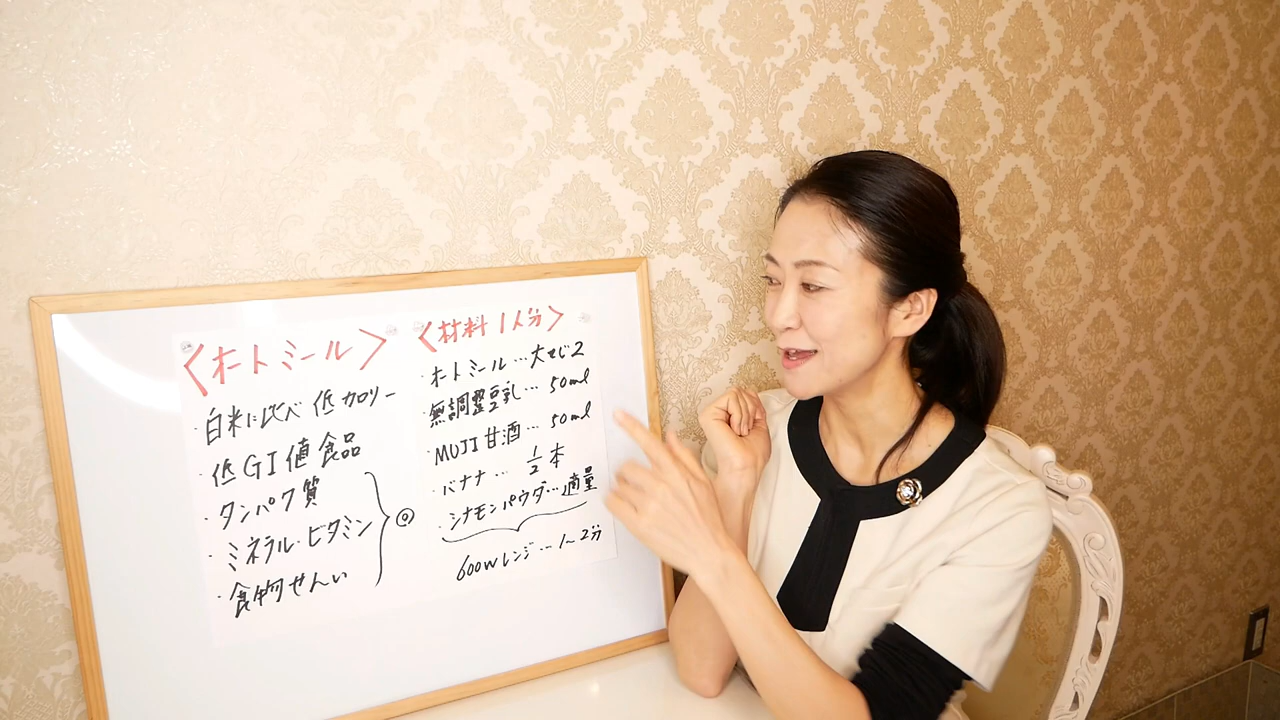 〈オートミール〉
・白米に比べ低カロリー
・低GI値食品
・タンパク質
・ミネラル・ビタミン
・食物せんい
◎
〈材料1人分〉
・オートミール…大せじ2
・無調整豆乳…50ml
・MUJI甘酒…50ml
・バナナ…1/2本
・シナモンパウダ…適量
600wレンジ…1~2分